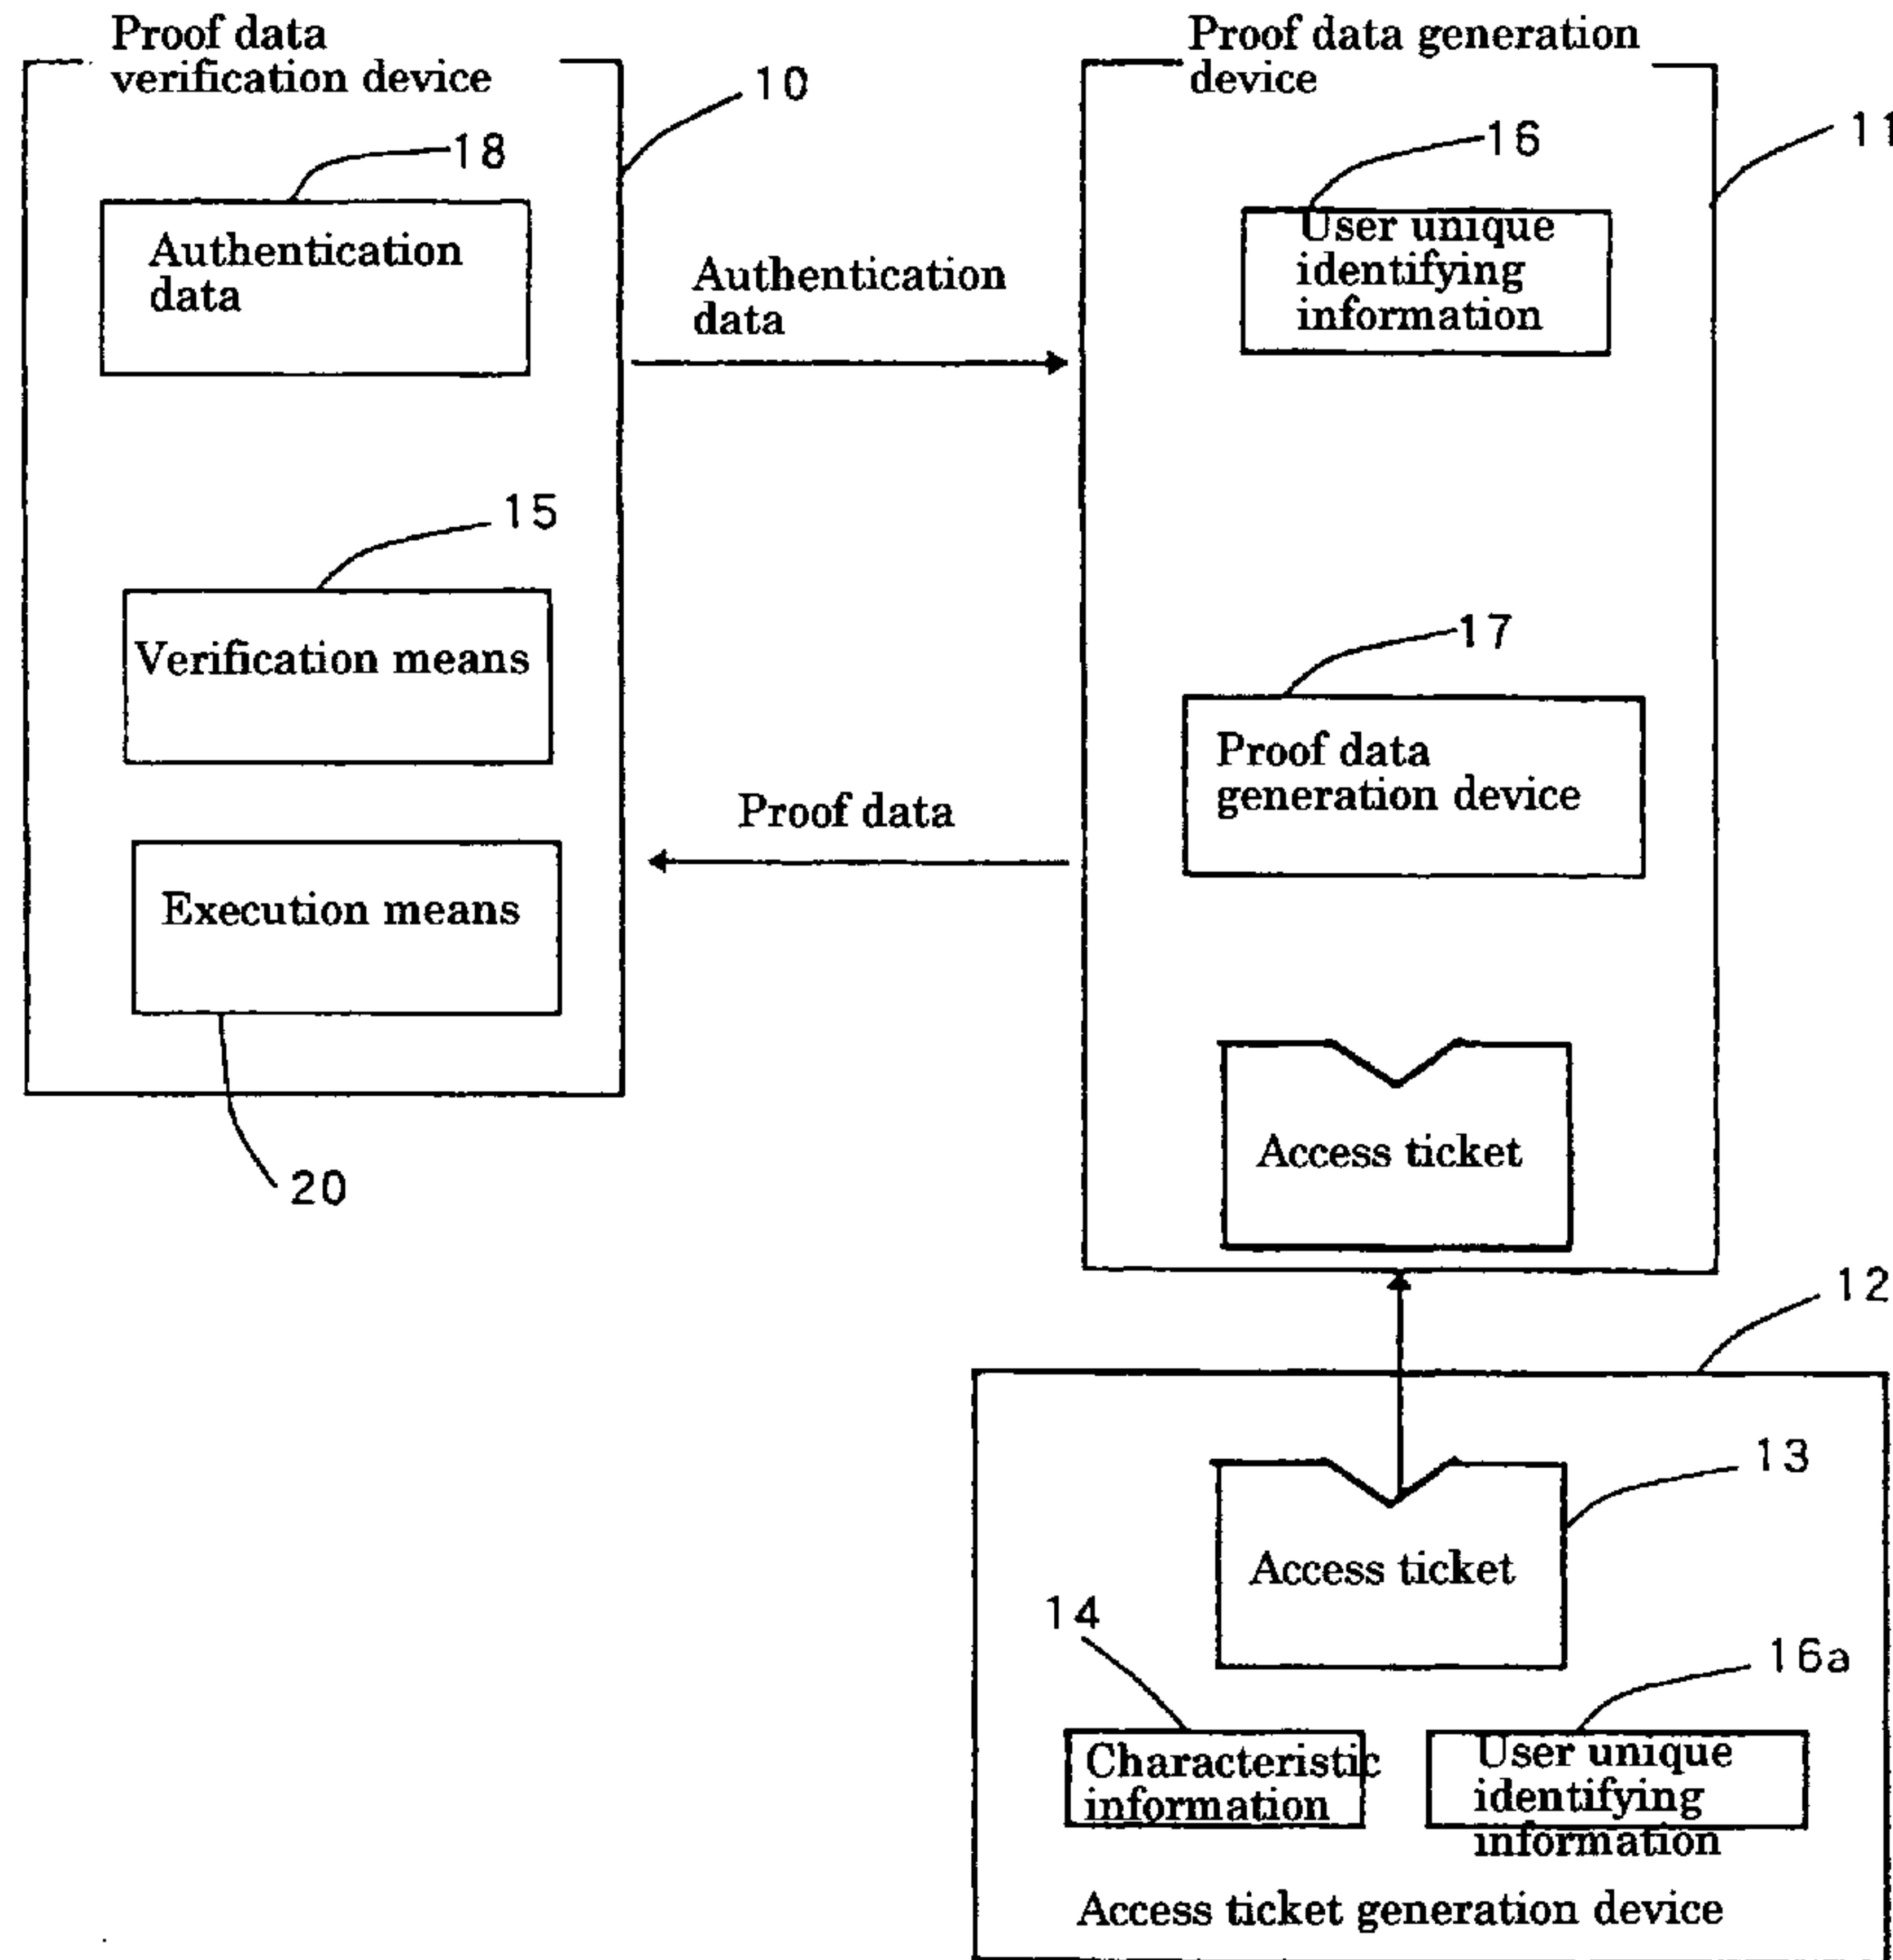 Proof data
verification device
10
18
Authentication
data
15
Verification means
Execution means
20
Authentication
data
Proof data
Proof data generation
device
11
16
User unique
identifying
information
17
Proof data
generation device
Access ticket
12
13
Access ticket
14
Characteristic
information
16a
User unique
identifying
information
Access ticket generation device